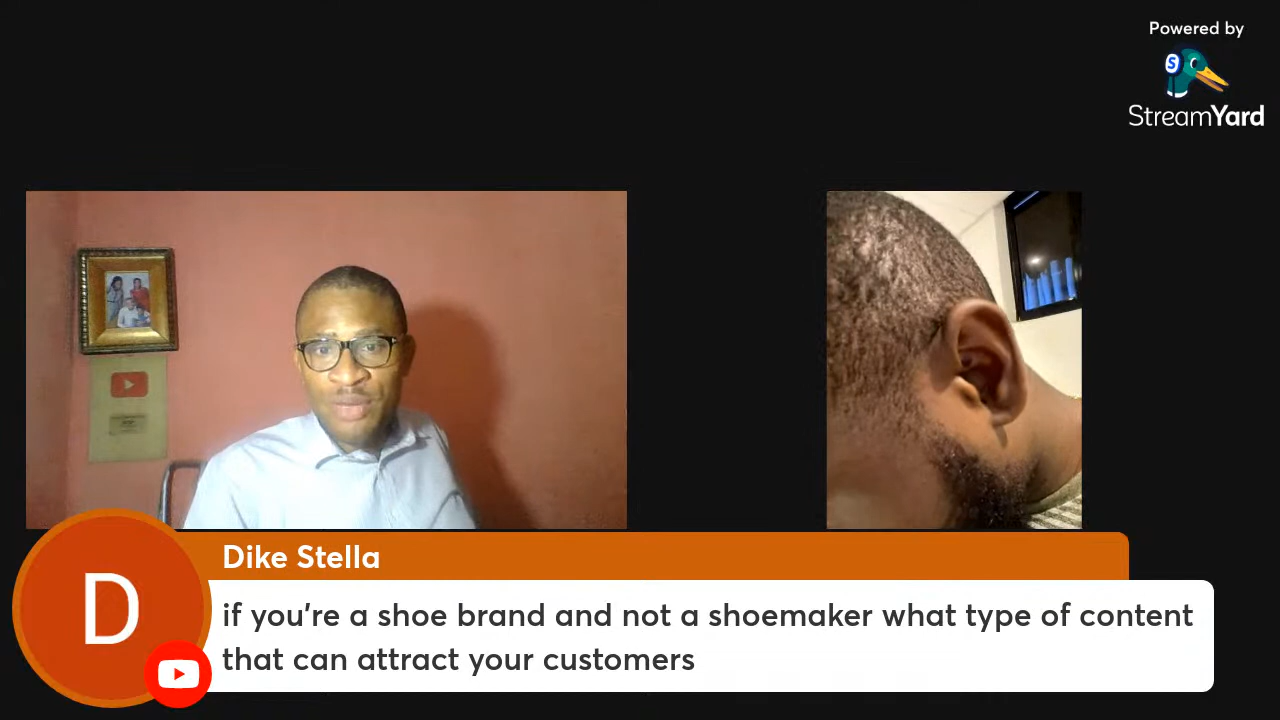 Powered by
S
StreamYard
D
Dike Stella
if you're a shoe brand and not a shoemaker what type of content
that can attract your customers